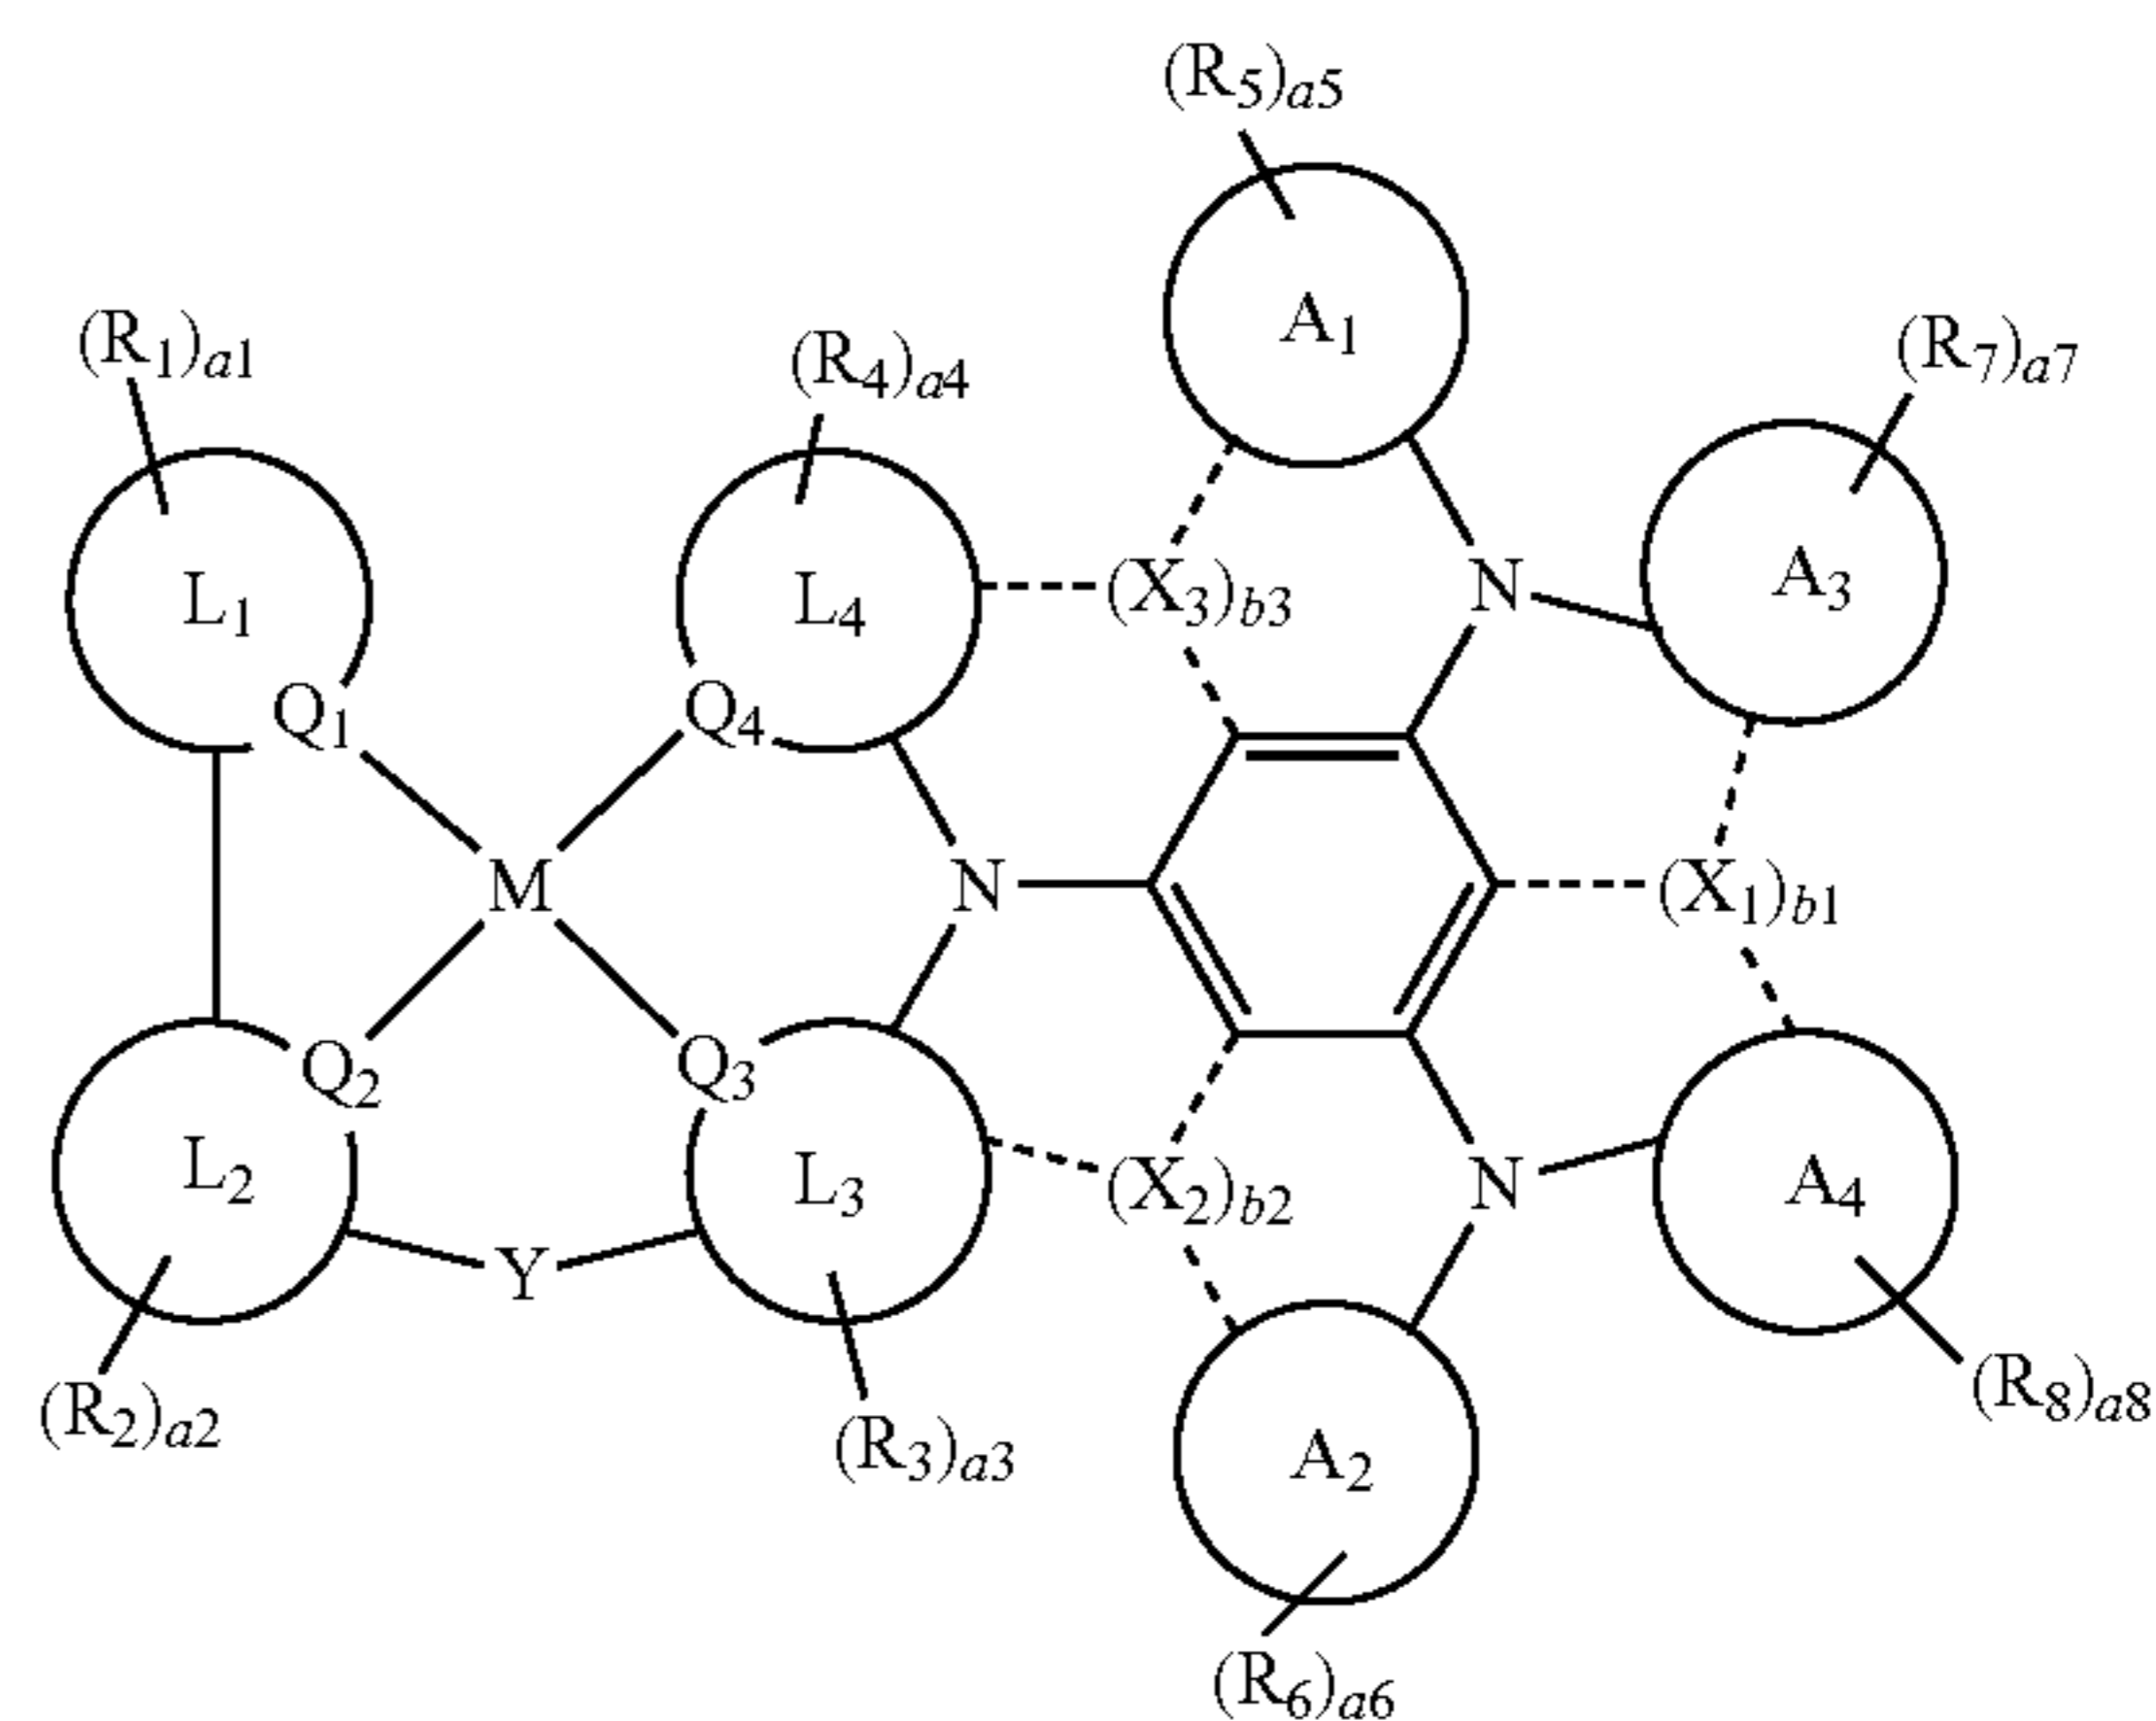 (R5)a5
A1
(R1)a1
(R4)a4
(R7)a7
L1
L4
(X3)b3
N
A3
Q1
Q4
M
N
(X1)b1
Q2
Q3
L2
L3
(X2)b2
N
A4
Y
(R2)a2
(R3)a3
A2
(R8)a8
(R6)a6